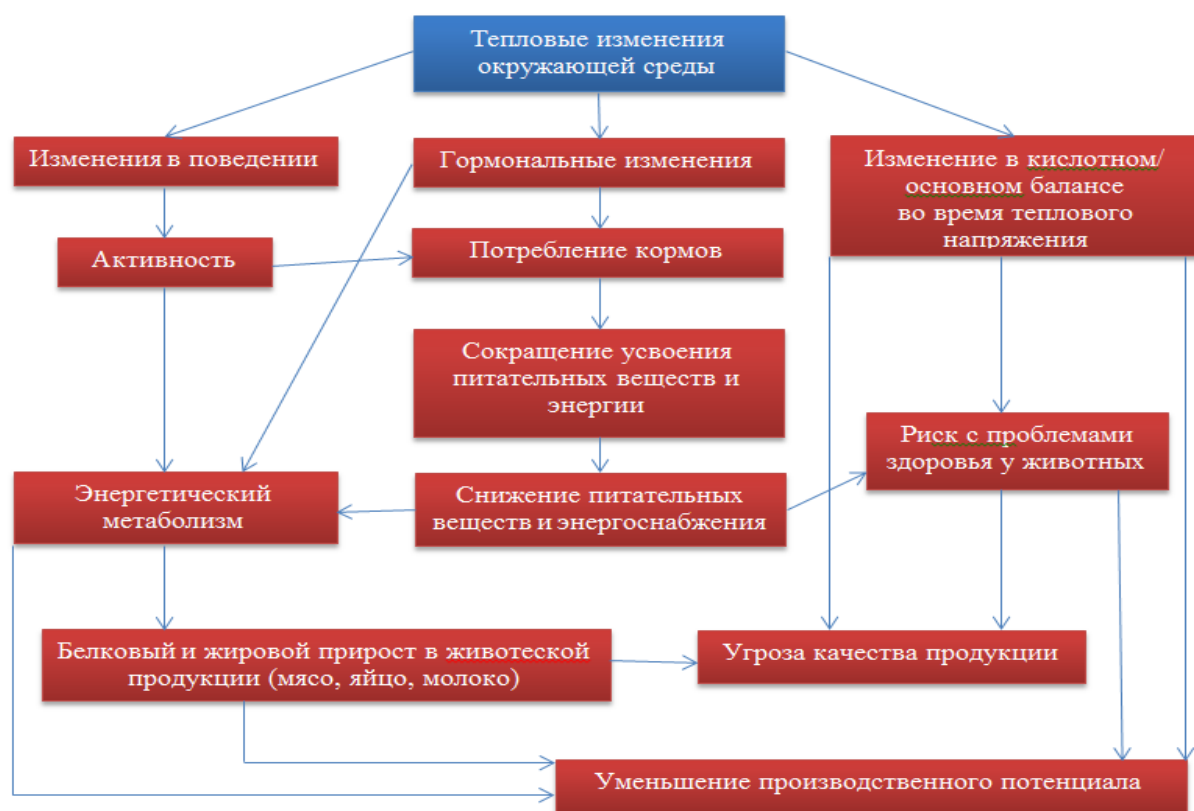 Тепловые изменения
окружающей среды
Изменения в поведении
Гормональные изменения
Изменение в кислотном/
основном балансе
во время теплового
напряжения
Активность
Потребление кормов
Сокращение усвоения
питательных веществ и
энергии
Риск с проблемами
здоровья у животных
Энергетический
метаболизм
Снижение питательных
веществ и энергоснабжения
Белковый и жировой прирост в животеской
продукции (мясо, яйцо, молоко)
Угроза качества продукции
Уменьшение производственного потенциала